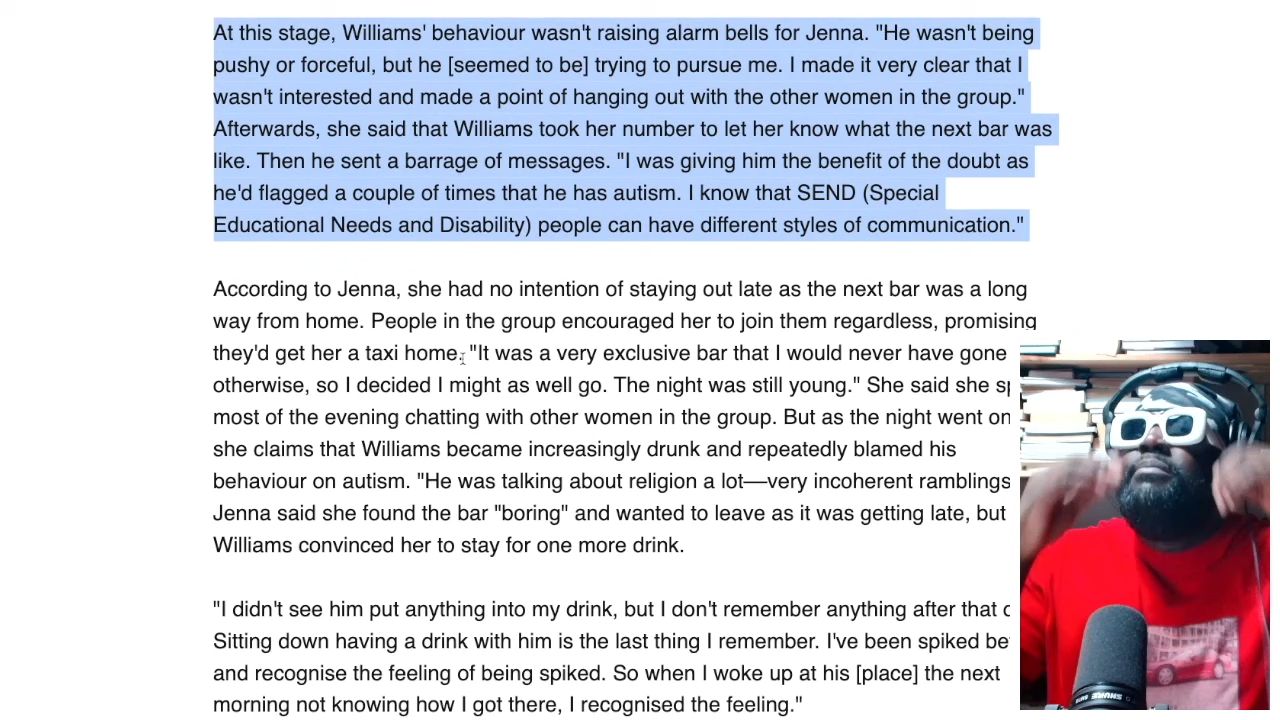 At this stage, Williams' behaviour wasn't raising alarm bells for Jenna. "He wasn't being
pushy or forceful, but he [seemed to be] trying to pursue me. I made it very clear that I
wasn't interested and made a point of hanging out with the other women in the group."
Afterwards, she said that Williams took her number to let her know what the next bar was
like. Then he sent a barrage of messages. "I was giving him the benefit of the doubt as
he'd flagged a couple of times that he has autism. I know that SEND (Special
Educational Needs and Disability) people can have different styles of communication."
According to Jenna, she had no intention of staying out late as the next bar was a long
way from home. People in the group encouraged her to join them regardless, promising
they'd get her a taxi home. "It was a very exclusive bar that I would never have gone
otherwise, so I decided I might as well go. The night was still young." She said she
most of the evening chatting with other women in the group. But as the night went on
she claims that Williams became increasingly drunk and repeatedly blamed his
behaviour on autism. "He was talking about religion a lot—very incoherent ramblings
Jenna said she found the bar "boring" and wanted to leave as it was getting late, but
Williams convinced her to stay for one more drink.
"I didn't see him put anything into my drink, but I don't remember anything after that
Sitting down having a drink with him is the last thing I remember. I've been spiked
and recognise the feeling of being spiked. So when I woke up at his [place] the next
morning not knowing how I got there, I recognised the feeling."
SHURE